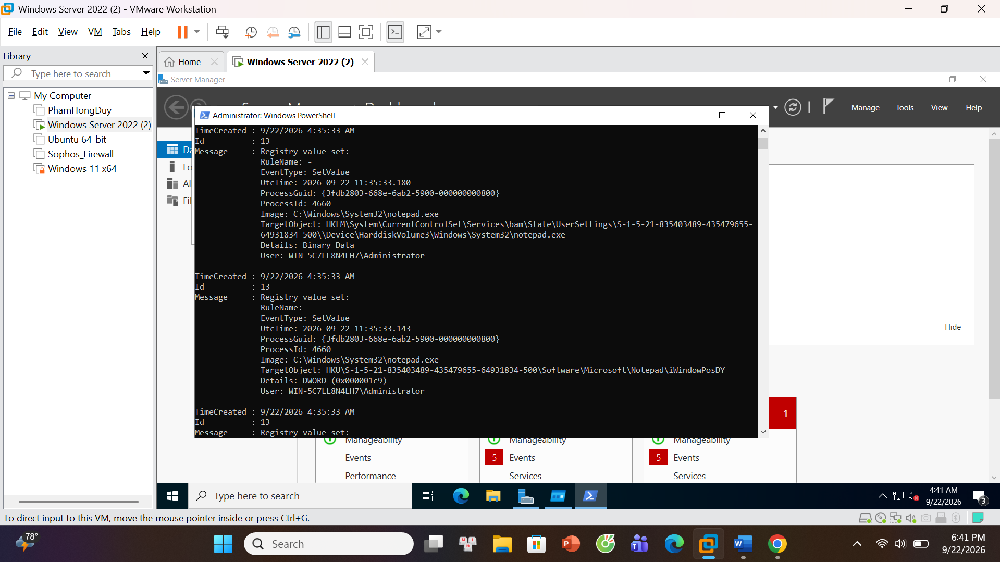 Windows Server 2022 (2) - VMware Workstation
File Edit View VM Tabs Help
Library
Type here to search
My Computer
PhamHongDuy
Windows Server 2022 (2)
Ubuntu 64-bit
Sophos_Firewall
Windows 11 x64
Home
Windows Server 2022 (2)
Server Manager
Manage Tools View Help
Administrator: Windows PowerShell
TimeCreated : 9/22/2026 4:35:33 AM
Id : 13
Message : Registry value set:
RuleName: -
EventType: SetValue
UtcTime: 2026-09-22 11:35:33.180
ProcessGuid: {3fdb2803-668e-6ab2-5900-000000000800}
ProcessId: 4660
Image: C:\Windows\System32\notepad.exe
TargetObject: HKLM\System\CurrentControlSet\Services\bam\State\UserSettings\S-1-5-21-835403489-435479655-
64931834-500\\Device\HarddiskVolume3\Windows\System32\notepad.exe
Details: Binary Data
User: WIN-5C7LL8N4LH7\Administrator
TimeCreated : 9/22/2026 4:35:33 AM
Id : 13
Message : Registry value set:
RuleName: -
EventType: SetValue
UtcTime: 2026-09-22 11:35:33.143
ProcessGuid: {3fdb2803-668e-6ab2-5900-000000000800}
ProcessId: 4660
Image: C:\Windows\System32\notepad.exe
TargetObject: HKU\S-1-5-21-835403489-435479655-64931834-500\Software\Microsoft\Notepad\iWindowPosDY
Details: DWORD (0x000001c9)
User: WIN-5C7LL8N4LH7\Administrator
TimeCreated : 9/22/2026 4:35:33 AM
Id : 13
Message : Registry value set:
Da
Lo
Al
Fil
Hide
1
Manageability
Events
Performance
Manageability
5 Events
Services
Manageability
5 Events
Services
Type here to search
4:41 AM
9/22/2026
3
To direct input to this VM, move the mouse pointer inside or press Ctrl+G.
78°
Search
6:41 PM
9/22/2026